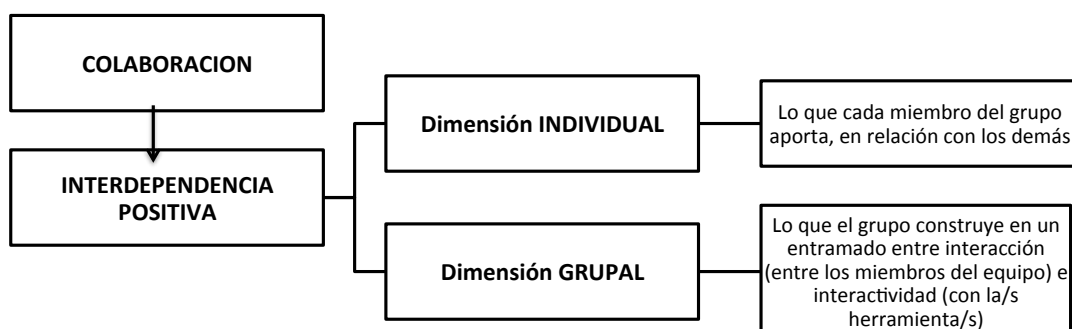 COLABORACION
INTERDEPENDENCIA
POSITIVA
Dimensión INDIVIDUAL
Lo que cada miembro del grupo
aporta, en relación con los demás
Dimensión GRUPAL
Lo que el grupo construye en un
entramado entre interacción
(entre los miembros del equipo) e
interactividad (con la/s
herramienta/s)